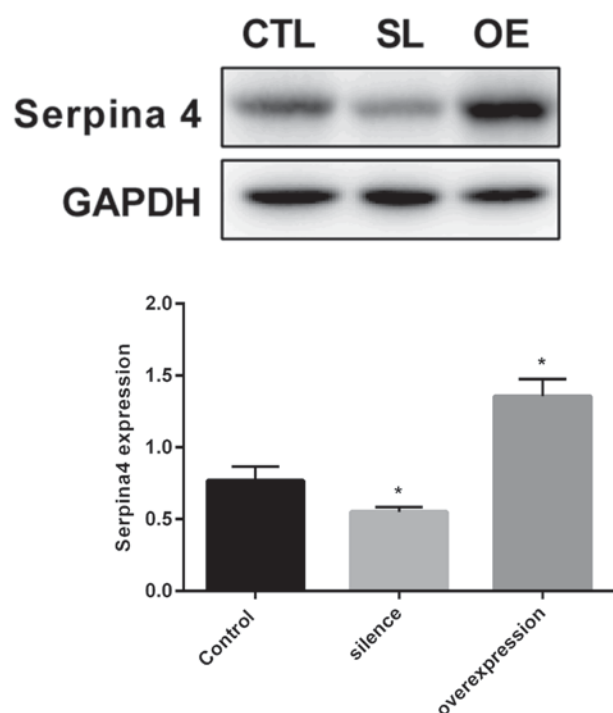 CTL SL OE
Serpina 4
GAPDH
Serpina4 expression
2.0
1.5
1.0
0.5
0.0
*
*
Control
silence
overexpression